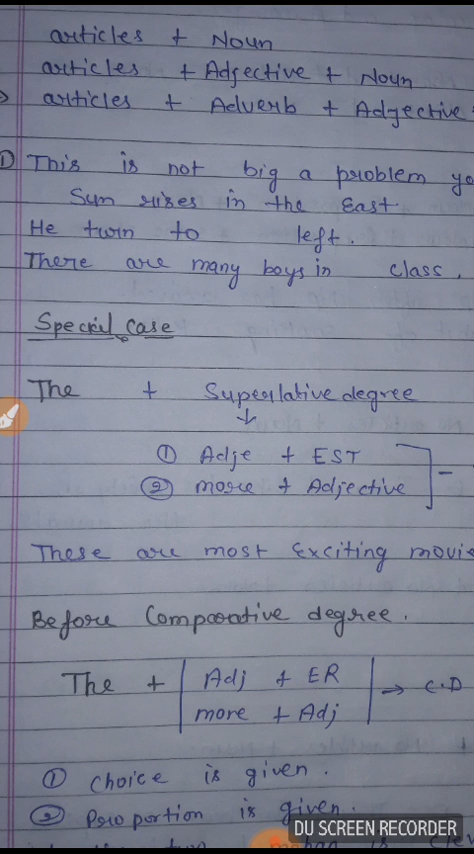 articles + Noun
articles + Adjective + Noun
articles + Adverb + Adjective
① This is not big a problem
Sun rises in the East.
He turn to left.
There are many boys in class.
Special case
The + Superlative degree
① Adje + EST
② more + Adjective
These are most exciting movie
Before Comparative degree.
The + Adj + ER → C.D
more + Adj
① choice is given.
② Proportion is given.
DU SCREEN RECORDER